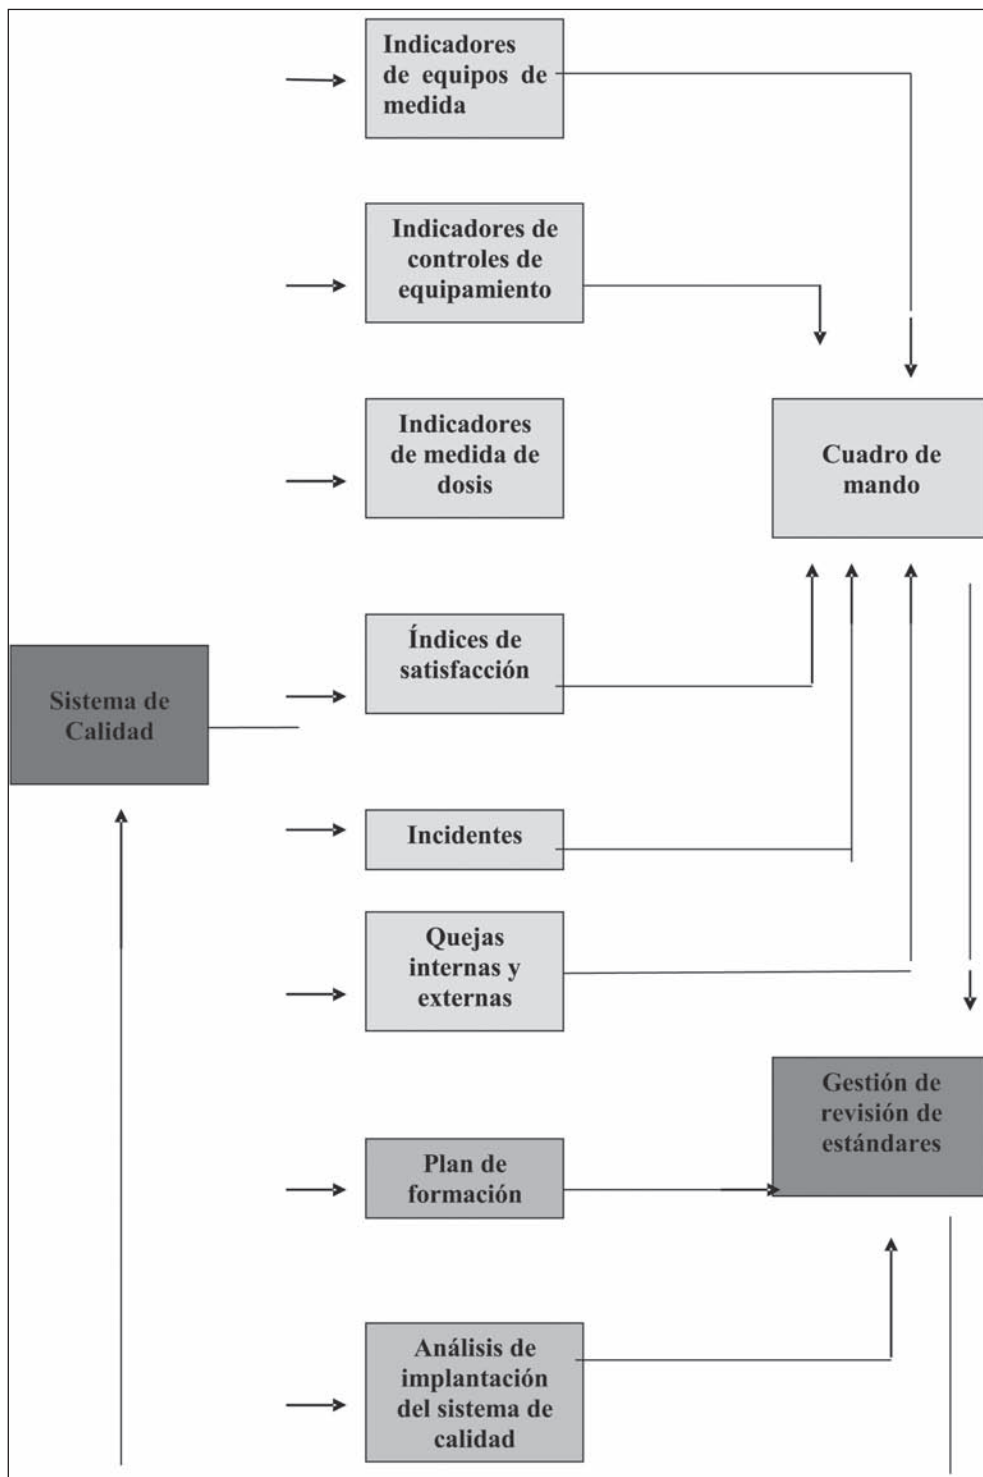 Indicadores
de equipos de
medida
Indicadores de
controles de
equipamiento
Indicadores
de medida de
dosis
Cuadro de
mando
Índices de
satisfacción
Sistema de
Calidad
Incidentes
Quejas
internas y
externas
Gestión de
revisión de
estándares
Plan de
formación
Análisis de
implantación
del sistema de
calidad